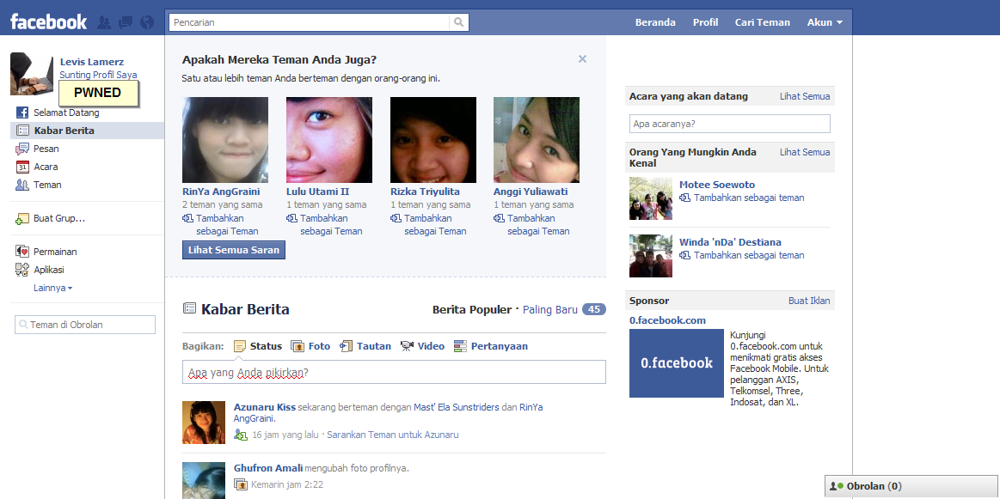 facebook
Pencarian
Beranda
Profil
Cari Teman
Akun
Levis Lamerz
Sunting Profil Saya
PWNED
Selamat Datang
Kabar Berita
Pesan
31
Acara
Teman
Buat Grup...
Permainan
Aplikasi
Lainnya
Teman di Obrolan
Apakah Mereka Teman Anda Juga?
Satu atau lebih teman Anda berteman dengan orang-orang ini.
RinYa AngGraini
2 teman yang sama
Tambahkan
sebagai Teman
Lulu Utami II
1 teman yang sama
Tambahkan
sebagai Teman
Rizka Triyulita
1 teman yang sama
Tambahkan
sebagai Teman
Anggi Yuliawati
1 teman yang sama
Tambahkan
sebagai Teman
Lihat Semua Saran
Kabar Berita
Berita Populer · Paling Baru 45
Bagikan: Status Foto Tautan Video Pertanyaan
Apa yang Anda pikirkan?
Azunaru Kiss sekarang berteman dengan Mast' Ela Sunstriders dan RinYa
AngGraini.
16 jam yang lalu · Sarankan Teman untuk Azunaru
Ghufron Amali mengubah foto profilnya.
Kemarin jam 2:22
Acara yang akan datang
Lihat Semua
Apa acaranya?
Orang Yang Mungkin Anda
Kenal
Lihat Semua
Motee Soewoto
Tambahkan sebagai teman
Winda 'nDa' Destiana
Tambahkan sebagai teman
Sponsor
Buat Iklan
0.facebook.com
0.facebook
Kunjungi
0.facebook.com untuk
menikmati gratis akses
Facebook Mobile. Untuk
pelanggan AXIS,
Telkomsel, Three,
Indosat, dan XL.
Obrolan (0)